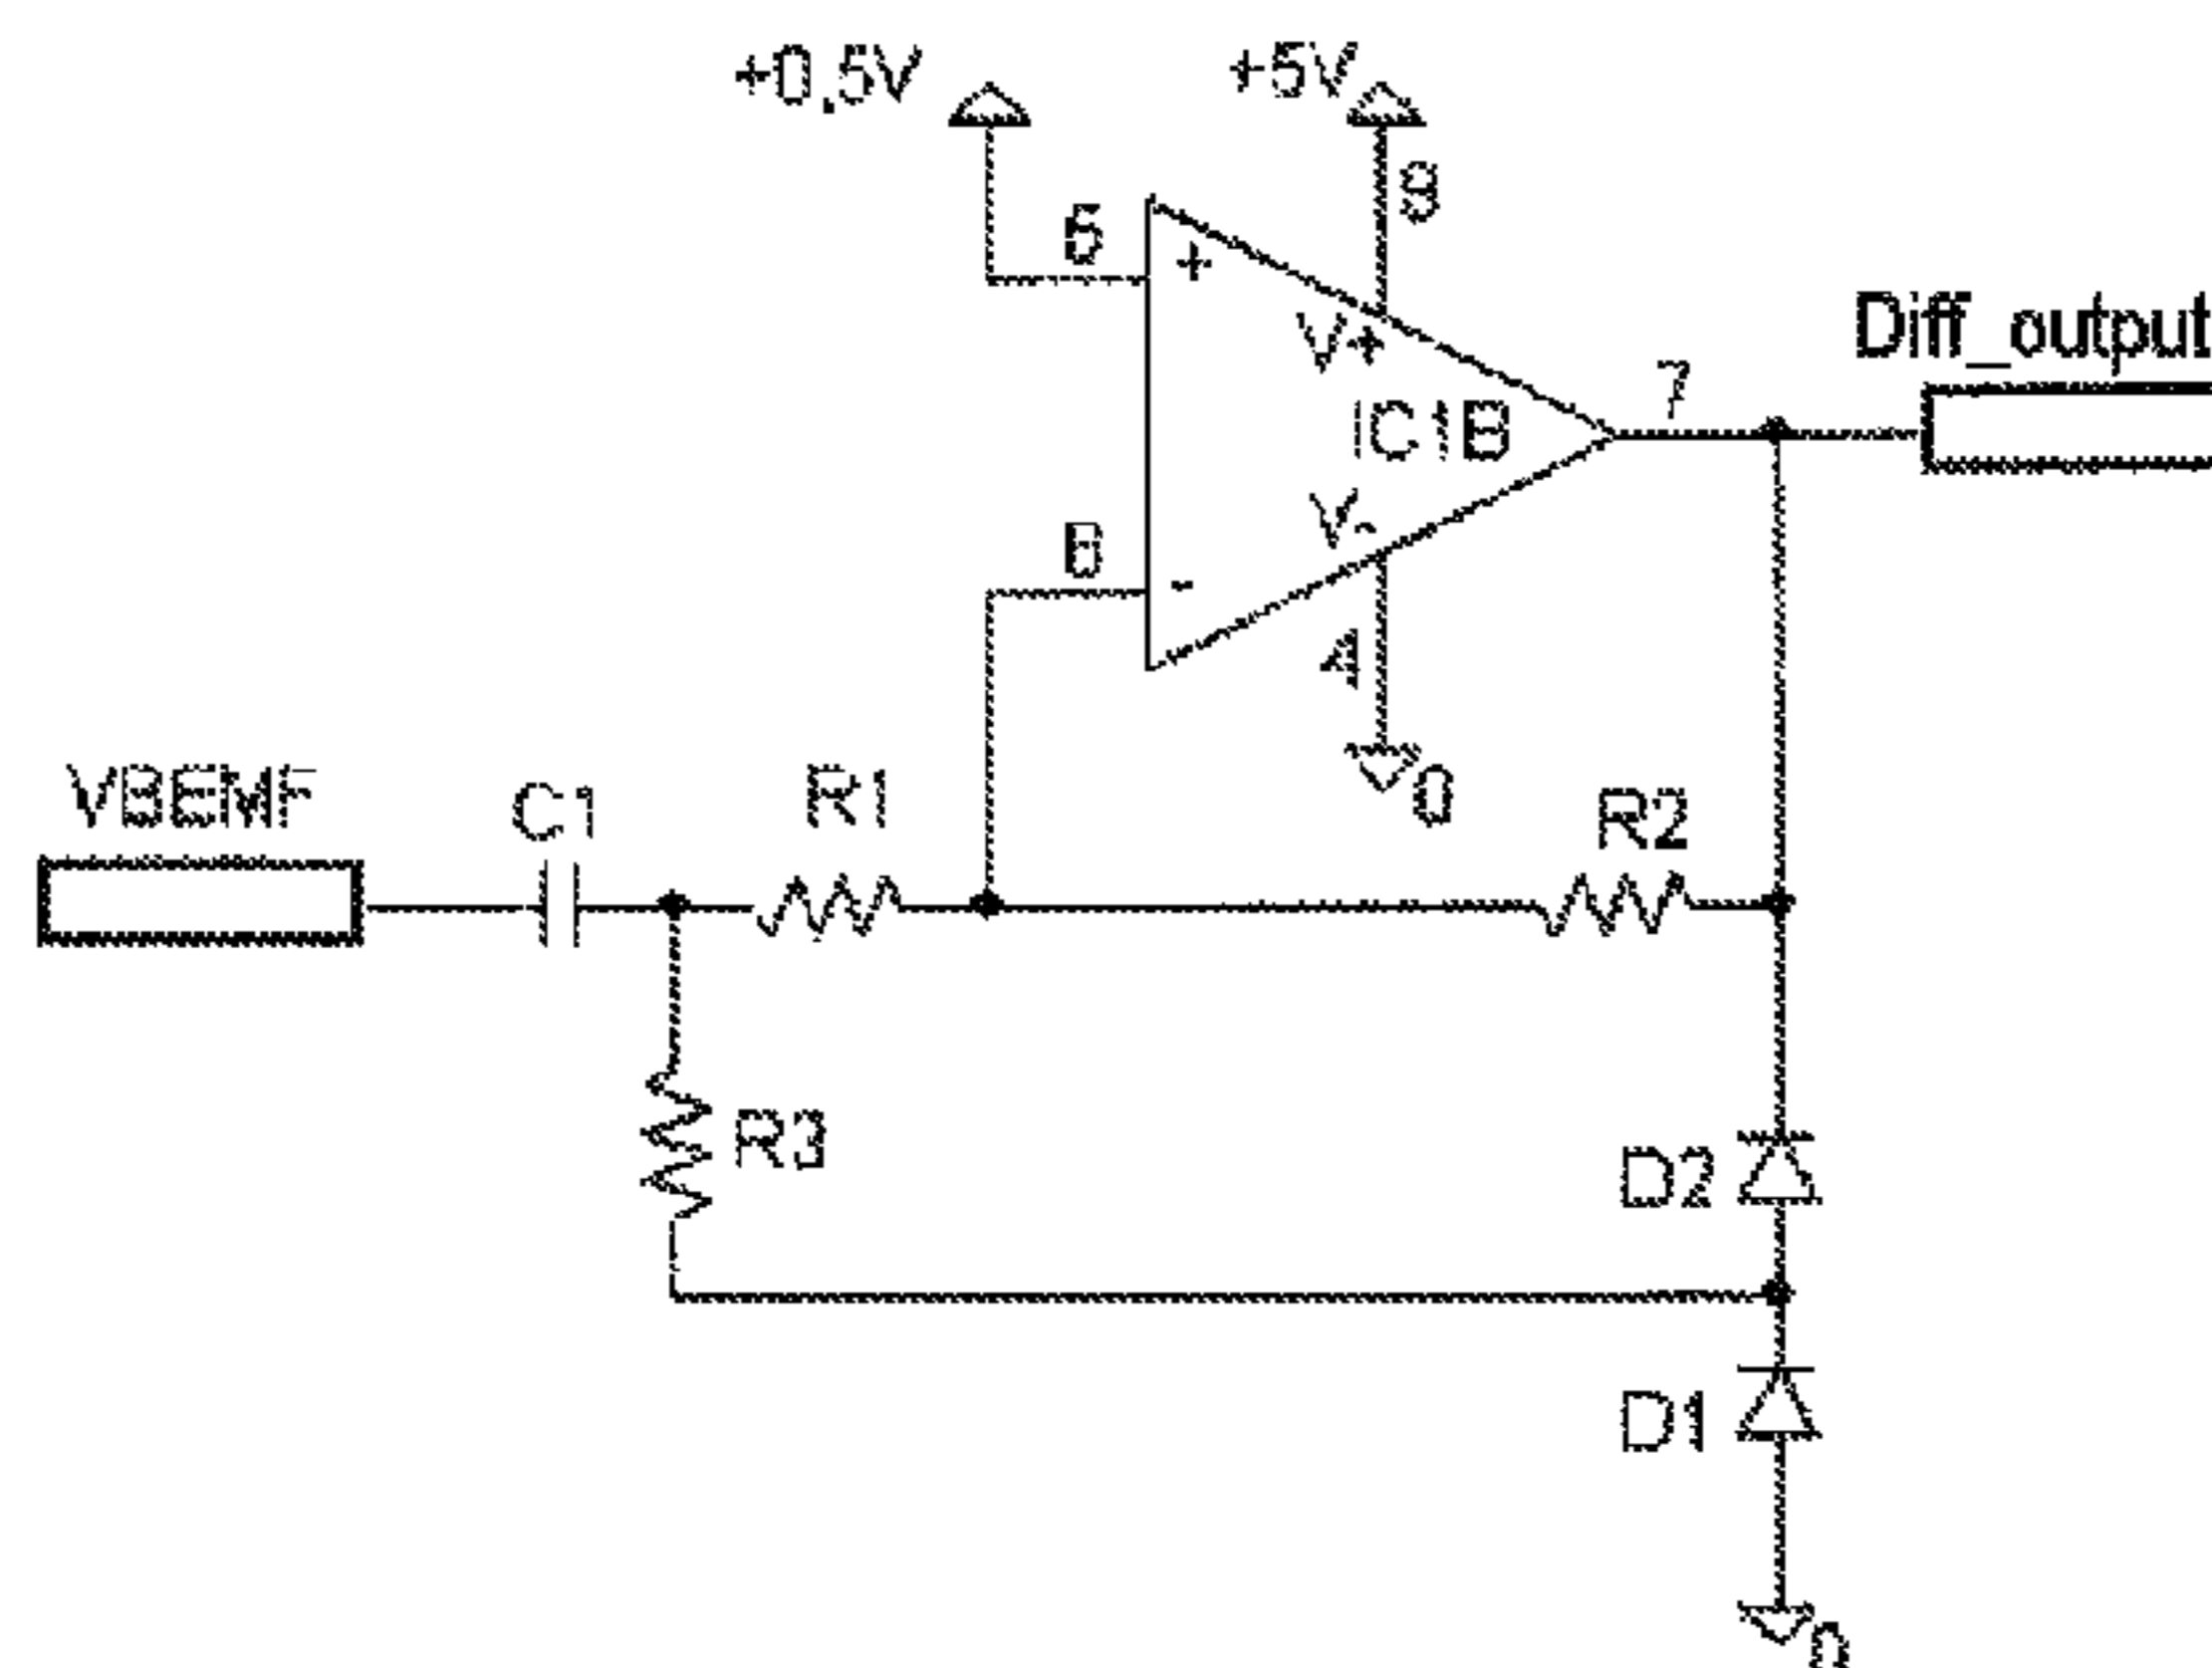 +0.5V
+5V
5
+
8
V+
IC1B
7
Diff_output
V-
6
-
4
0
VBEMF
C1
R1
R2
R3
D2
D1
0